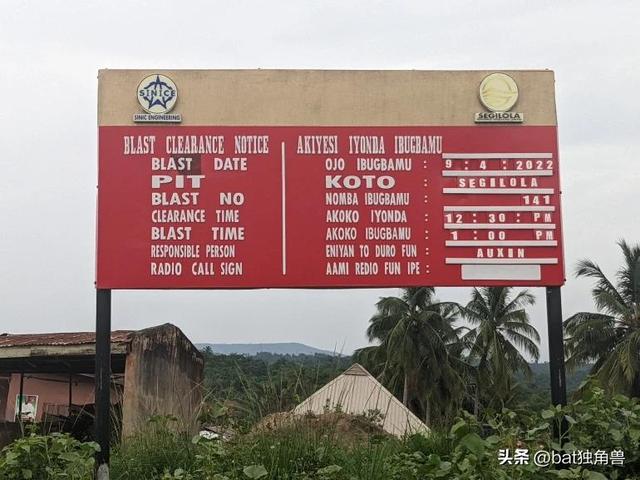 SINIC
SINIC ENGINEERING
SEGILOLA
BLAST CLEARANCE NOTICE AKIYESI IYONDA IBUGBAMU
BLAST DATE OJO IBUGBAMU : 9 : 4 : 2022
PIT KOTO : SEGILOLA
BLAST NO NOMBA IBUGBAMU : 141
CLEARANCE TIME AKOKO IYONDA : 12 : 30 : PM
BLAST TIME AKOKO IBUGBAMU : 1 : 00 : PM
RESPONSIBLE PERSON ENIYAN TO DURO FUN : AUXIN
RADIO CALL SIGN AAMI REDIO FUN IPE :
头条 @bat独角兽